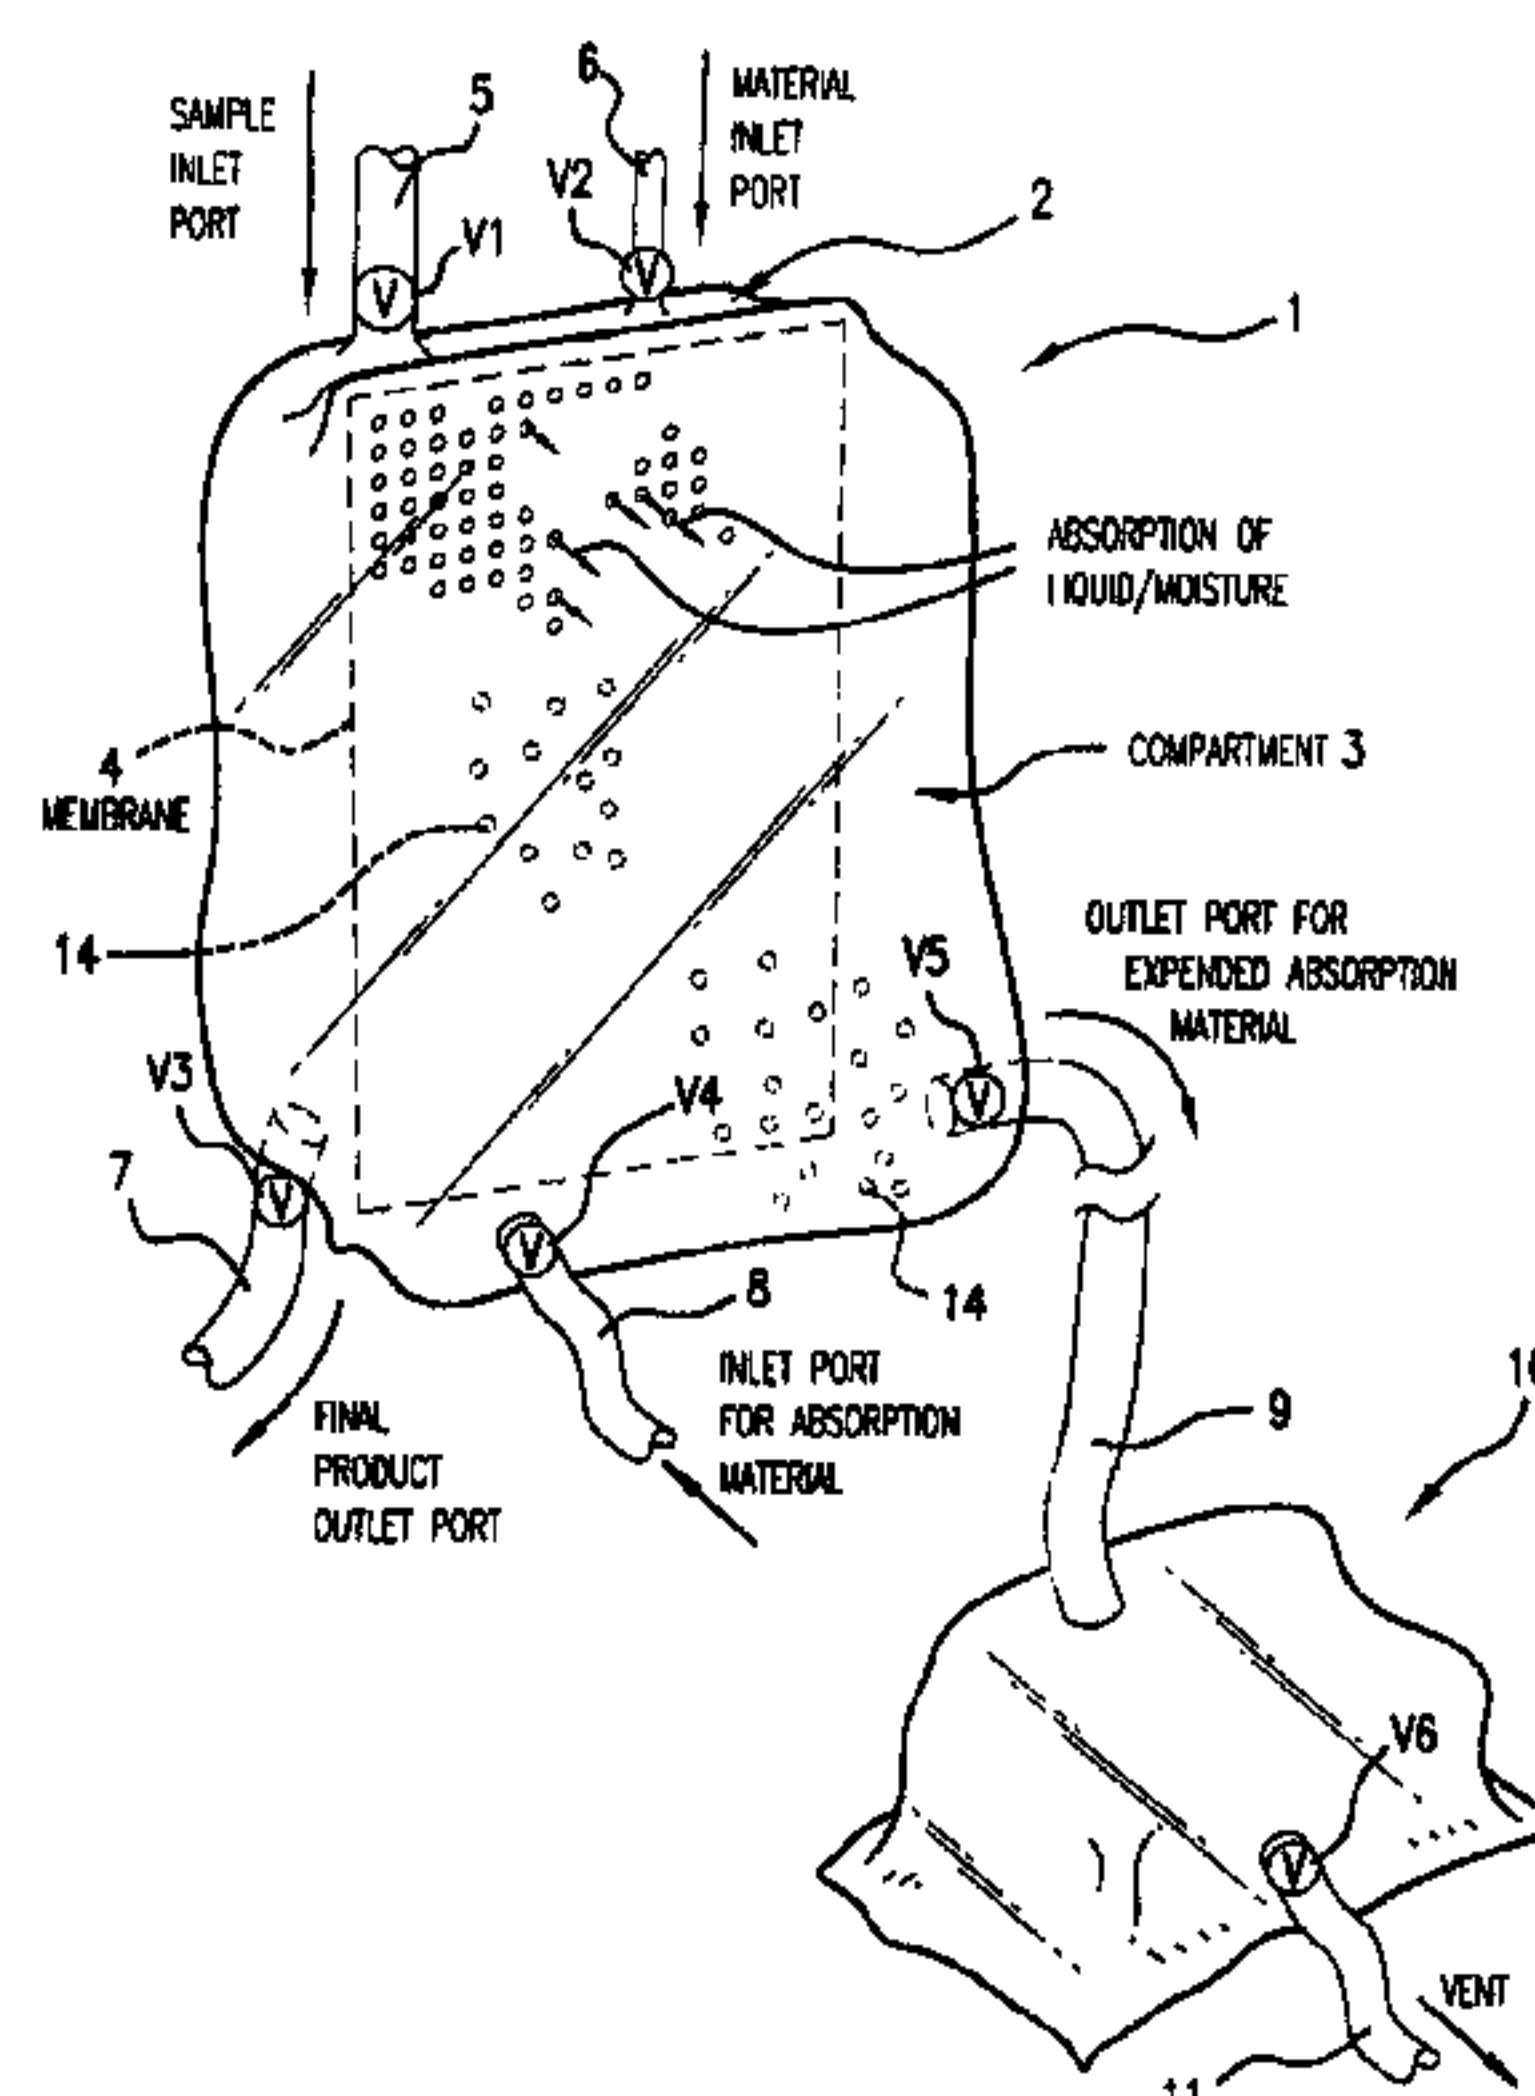 SAMPLE
INLET
PORT
5
6
MATERIAL
INLET
PORT
V2
V1
2
V
V
1
ABSORPTION OF
LIQUID/MOISTURE
4
MEMBRANE
COMPARTMENT 3
14
OUTLET PORT FOR
EXPENDED ABSORPTION
MATERIAL
V5
V3
V4
V
7
V
V
8
14
INLET PORT
FOR ABSORPTION
MATERIAL
9
FINAL
PRODUCT
OUTLET PORT
V6
V
VENT
11